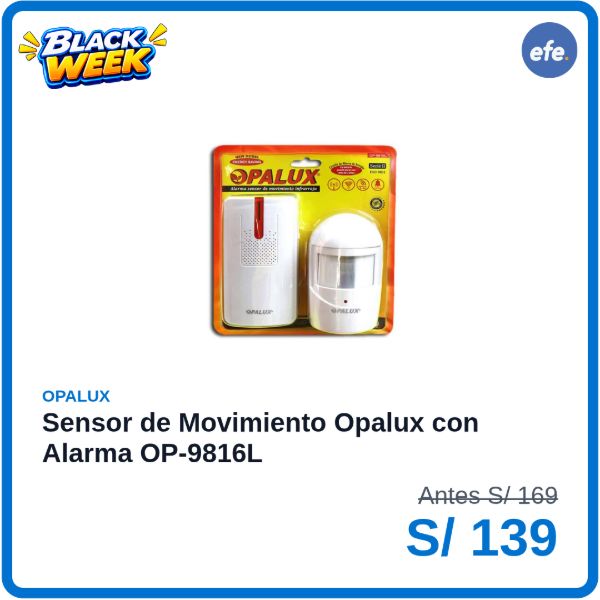 BLACK
WEEK
efe.
OPALUX
Alarma sensor de movimiento infrarrojo
OPALUX
OPALUX
OPALUX
Sensor de Movimiento Opalux con
Alarma OP-9816L
Antes S/ 169
S/ 139